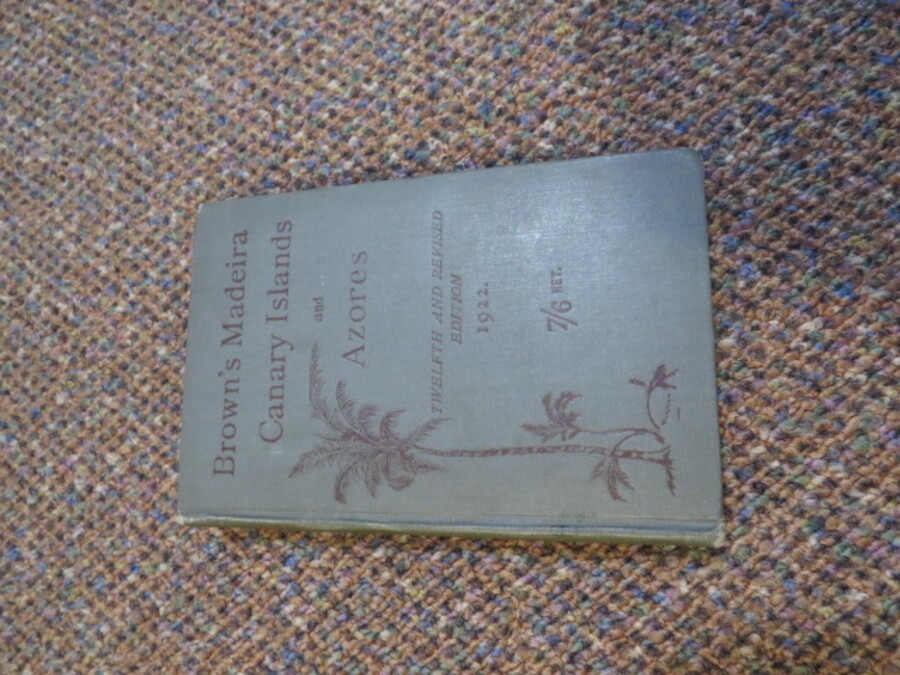 Brown's Madeira
Canary Islands
and
Azores
TWELFTH AND REVISED
EDITION
1922.
7/6 NET.